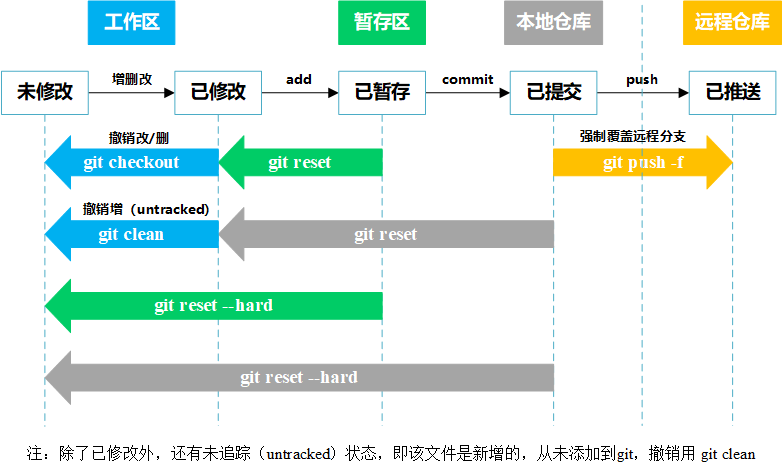 工作区 暂存区 本地仓库 远程仓库
未修改 增删改 已修改 add 已暂存 commit 已提交 push 已推送
撤销改/删 强制覆盖远程分支
git checkout git reset git push -f
撤销增（untracked)
git clean git reset
git reset --hard
git reset --hard
注：除了已修改外，还有未追踪（untracked）状态，即该文件是新增的，从未添加到git，撤销用 git clean